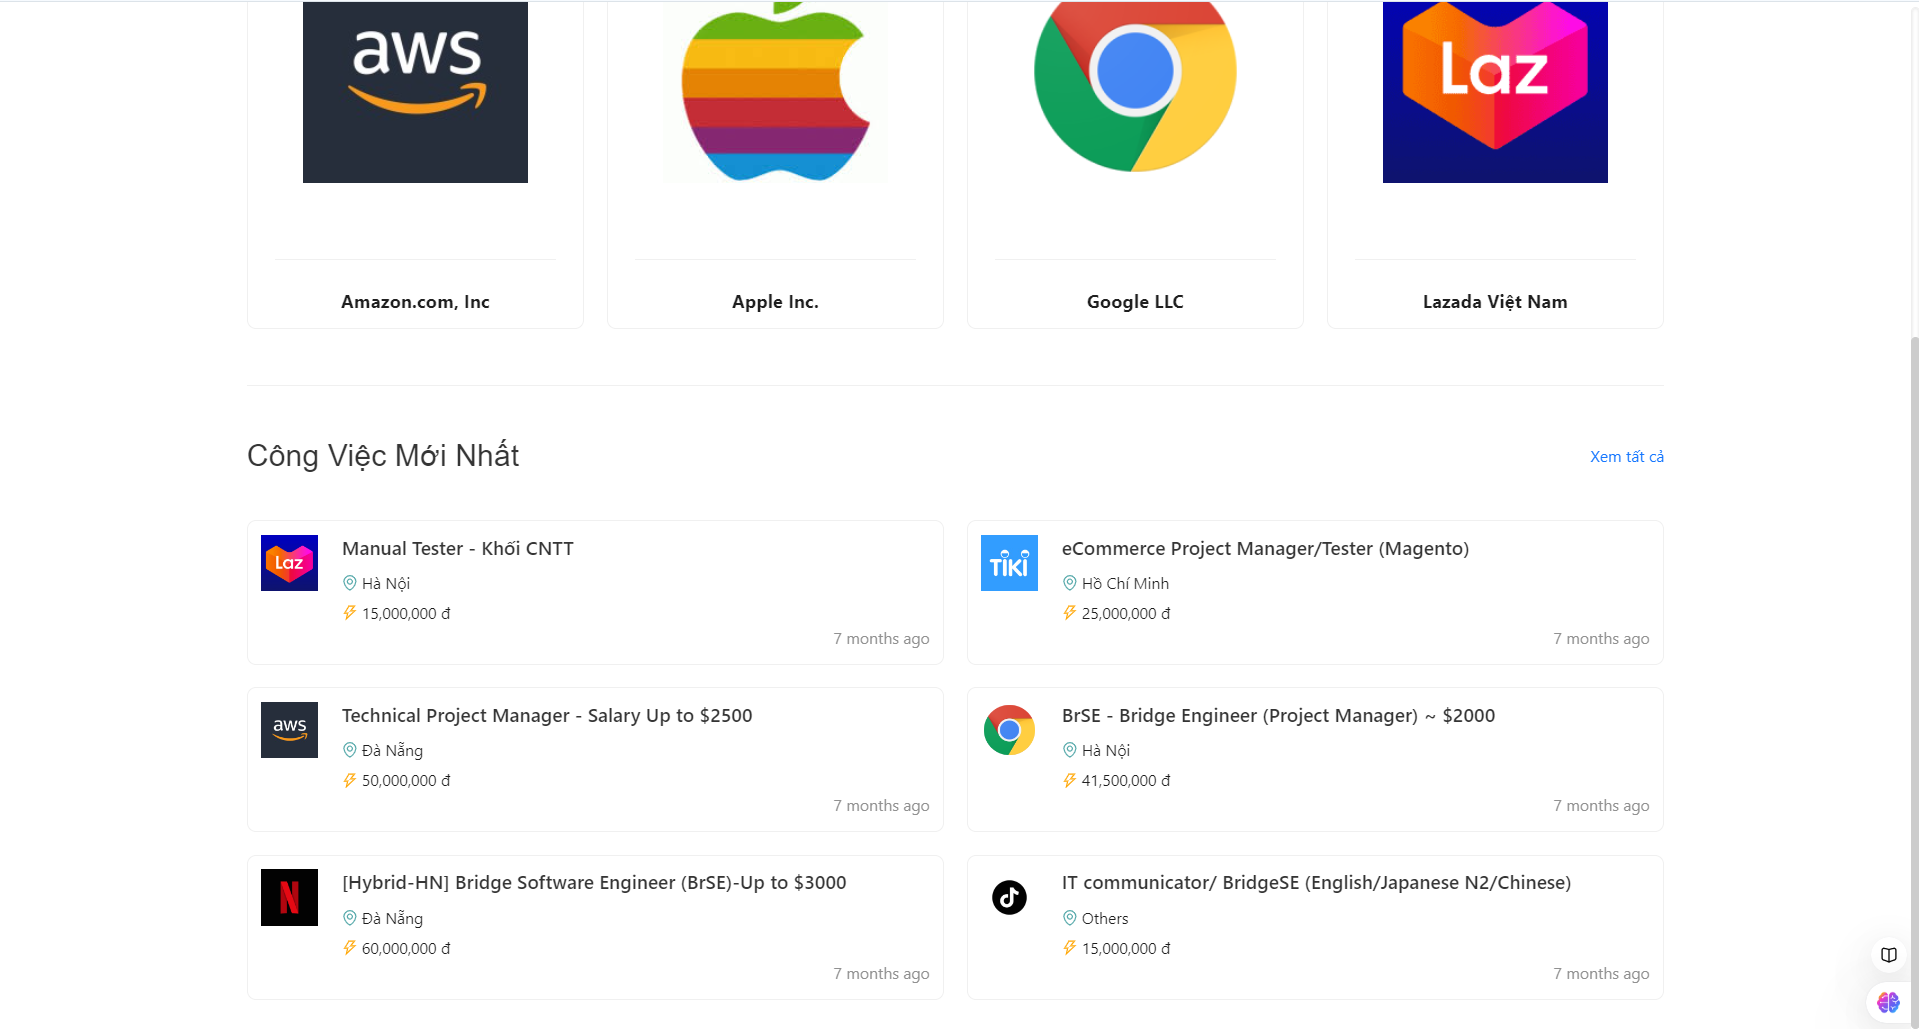 aws
Laz
Amazon.com, Inc
Apple Inc.
Google LLC
Lazada Việt Nam
Công Việc Mới Nhất
Xem tất cả
Laz
Manual Tester - Khối CNTT
Hà Nội
15,000,000 đ
7 months ago
TIKI
eCommerce Project Manager/Tester (Magento)
Hồ Chí Minh
25,000,000 đ
7 months ago
aws
Technical Project Manager - Salary Up to $2500
Đà Nẵng
50,000,000 đ
7 months ago
BrSE - Bridge Engineer (Project Manager) ~ $2000
Hà Nội
41,500,000 đ
7 months ago
N
[Hybrid-HN] Bridge Software Engineer (BrSE)-Up to $3000
Đà Nẵng
60,000,000 đ
7 months ago
IT communicator/ BridgeSE (English/Japanese N2/Chinese)
Others
15,000,000 đ
7 months ago